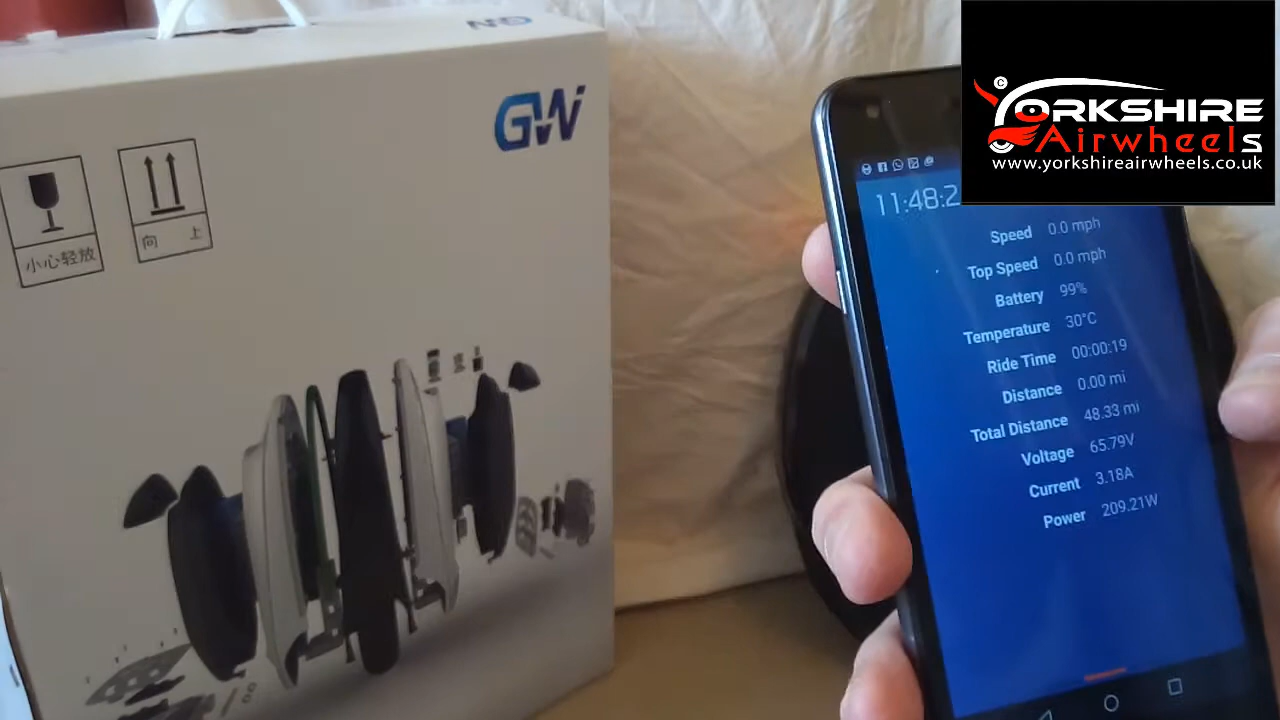 GW
GW
小心轻放
向 上
YORKSHIRE
Airwheels
www.yorkshireairwheels.co.uk
11:48:2
Speed 0.0 mph
Top Speed 0.0 mph
Battery 99%
Temperature 30°C
Ride Time 00:00:19
Distance 0.00 mi
Total Distance 48.33 mi
Voltage 65.79V
Current 3.18A
Power 209.21W